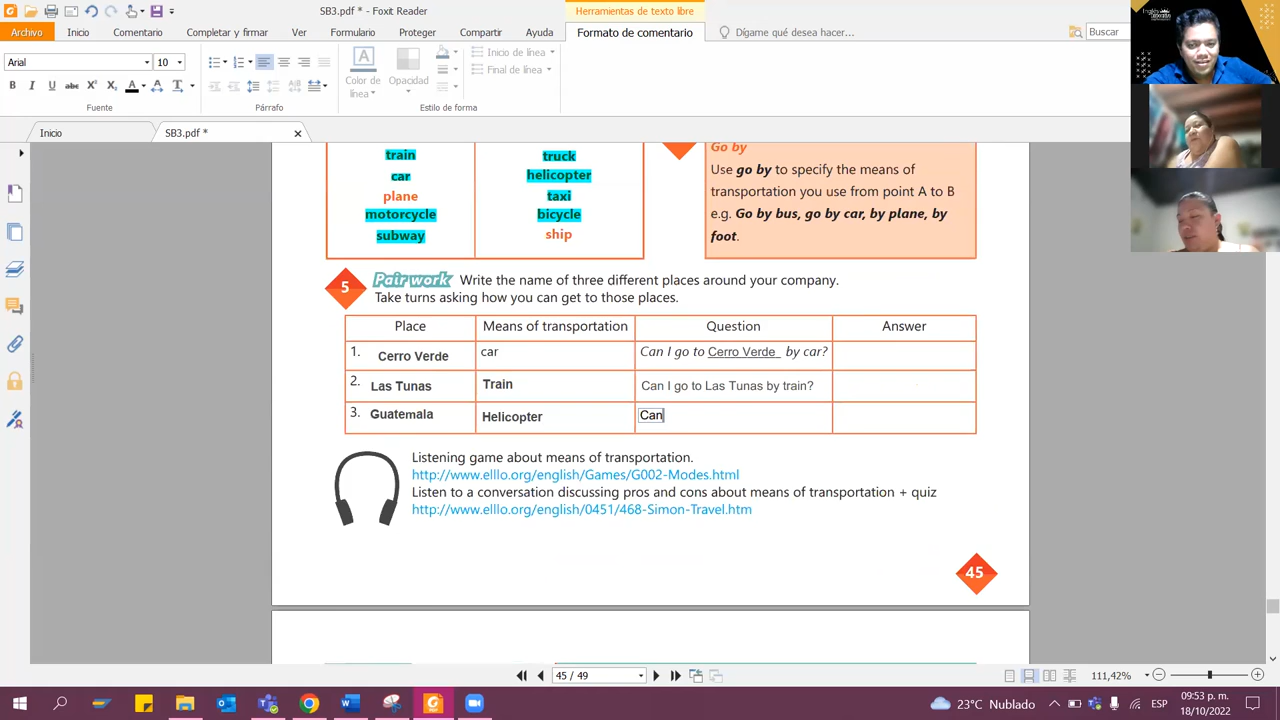 SB3.pdf * - Foxit Reader
Herramientas de texto libre
Archivo
Inicio
Comentario
Completar y firmar
Ver
Formulario
Proteger
Compartir
Ayuda
Formato de comentario
Dígame qué desea hacer...
Buscar
Arial
10
Fuente
Párrafo
Color de línea
Opacidad
Inicio de línea
Final de línea
Estilo de forma
Inicio
SB3.pdf *
train
car
plane
motorcycle
subway
truck
helicopter
taxi
bicycle
ship
Go by
Use go by to specify the means of
transportation you use from point A to B
e.g. Go by bus, go by car, by plane, by
foot.
5
Pair work Write the name of three different places around your company.
Take turns asking how you can get to those places.
Place Means of transportation Question Answer
1. Cerro Verde car Can I go to Cerro Verde_ by car?
2. Las Tunas Train Can I go to Las Tunas by train?
3. Guatemala Helicopter Can
Listening game about means of transportation.
http://www.elllo.org/english/Games/G002-Modes.html
Listen to a conversation discussing pros and cons about means of transportation + quiz
http://www.elllo.org/english/0451/468-Simon-Travel.htm
45
45 / 49
111,42%
23°C Nublado
ESP
09:53 p. m.
18/10/2022